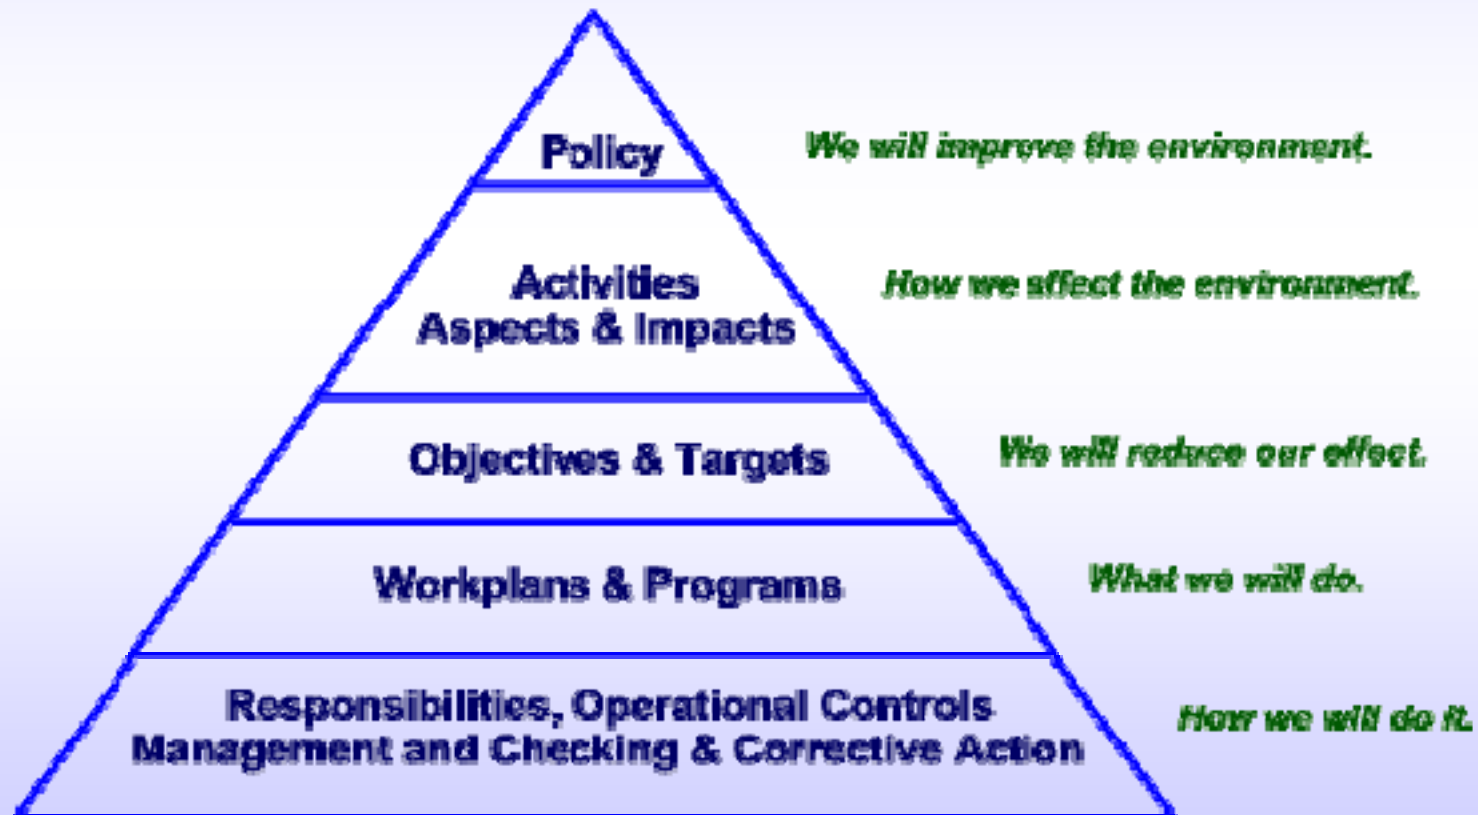 Policy
We will improve the environment.
Activities
Aspects & Impacts
How we affect the environment.
Objectives & Targets
We will reduce our effect.
Workplans & Programs
What we will do.
Responsibilities, Operational Controls
Management and Checking & Corrective Action
How we will do it.